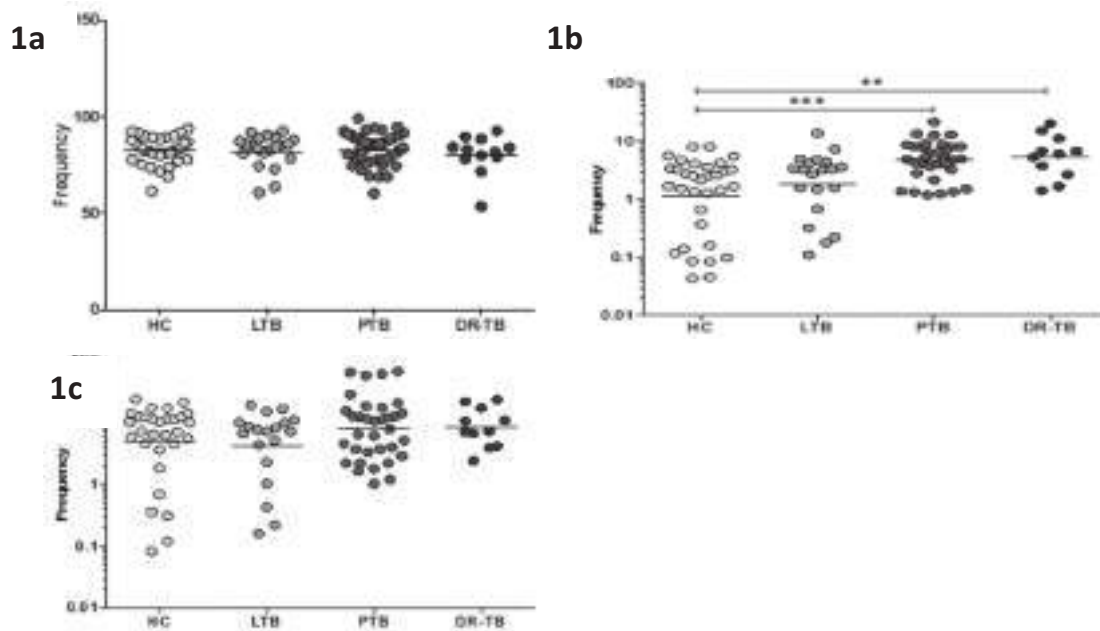 1a
150
100
50
0
Frequency
HC LTB PTB DR-TB
1b
100
10
1
0.1
0.01
Frequency
**
***
HC LTB PTB DR-TB
1c
1
0.1
0.01
Frequency
HC LTB PTB DR-TB